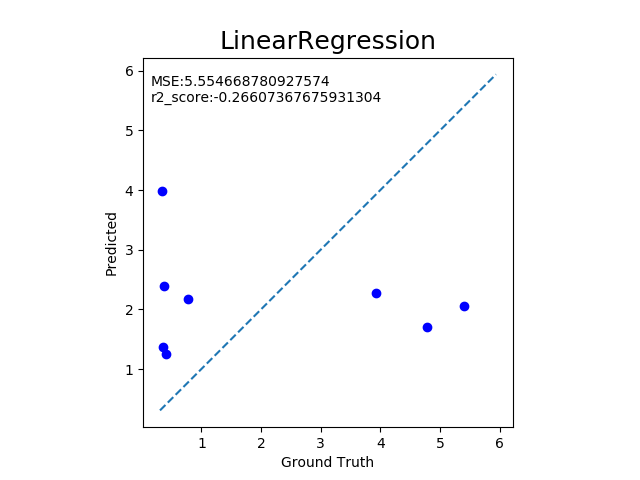 LinearRegression
MSE:5.554668780927574
r2_score:-0.26607367675931304
6
5
4
3
2
1
Predicted
1 2 3 4 5 6
Ground Truth